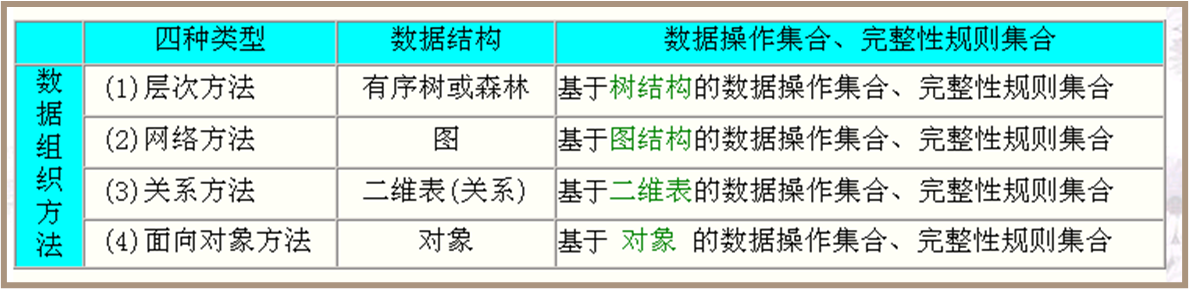 四种类型 数据结构 数据操作集合、完整性规则集合
数据组织方法
(1)层次方法 有序树或森林 基于树结构的数据操作集合、完整性规则集合
(2)网络方法 图 基于图结构的数据操作集合、完整性规则集合
(3)关系方法 二维表(关系) 基于二维表的数据操作集合、完整性规则集合
(4)面向对象方法 对象 基于 对象 的数据操作集合、完整性规则集合